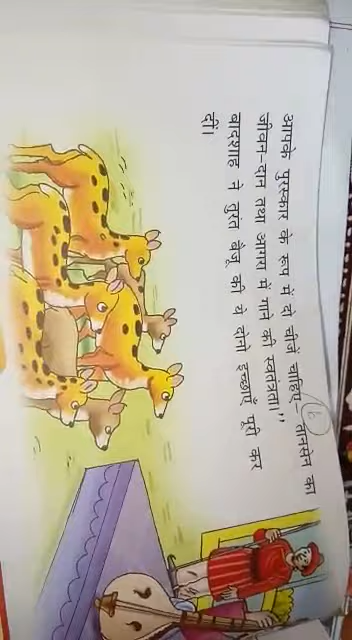 आपके पुरस्कार के रूप में दो चीजें चाहिए– तानसेन का
जीवन-दान तथा आगरा में गाने की स्वतंत्रता।”
बादशाह ने तुरंत बैजू की ये दोनों इच्छाएँ पूरी कर
दीं।